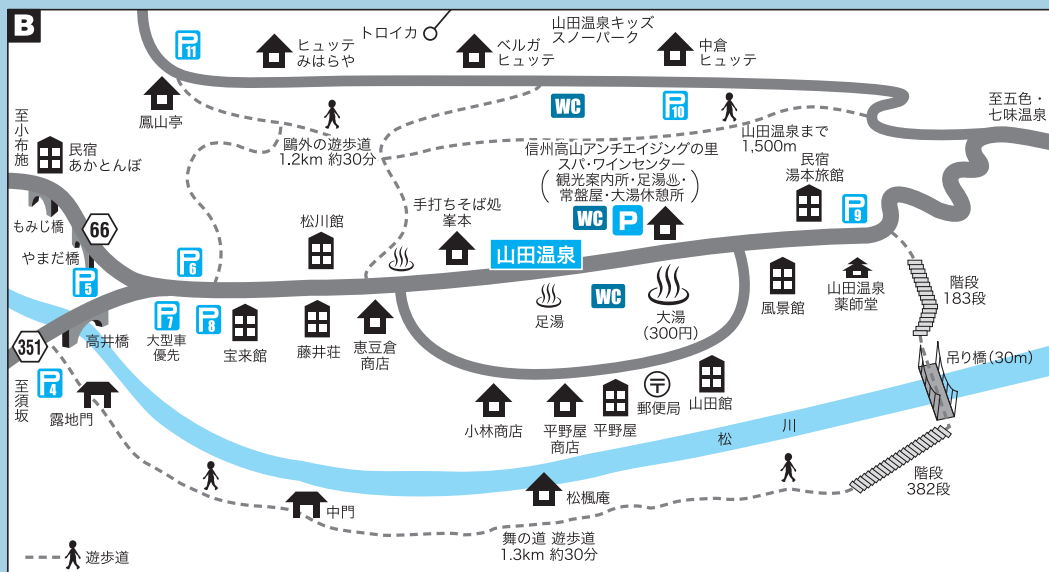 B
P11
ヒュッテ
みはらや
トロイカ
ベルガ
ヒュッテ
山田温泉キッズ
スノーパーク
中倉
ヒュッテ
鳳山亭
WC
P10
至五色・
七味温泉
至小布施
民宿
あかとんぼ
鷗外の遊歩道
1.2km 約30分
山田温泉まで
1,500m
信州高山アンチエイジングの里
スパ・ワインセンター
(観光案内所・足湯・
常盤屋・大湯休憩所)
民宿
湯本旅館
P9
もみじ橋
66
やまだ橋
松川館
手打ちそば処
峯本
WC
P
山田温泉
P6
P5
P7
大型車
優先
P8
宝来館
藤井荘
恵豆倉
商店
足湯
WC
大湯
(300円)
風景館
山田温泉
薬師堂
階段
183段
高井橋
351
至須坂
P4
露地門
吊り橋(30m)
小林商店
平野屋
商店
平野屋
郵便局
山田館
松川
階段
382段
中門
松楓庵
舞の道 遊歩道
1.3km 約30分
遊歩道